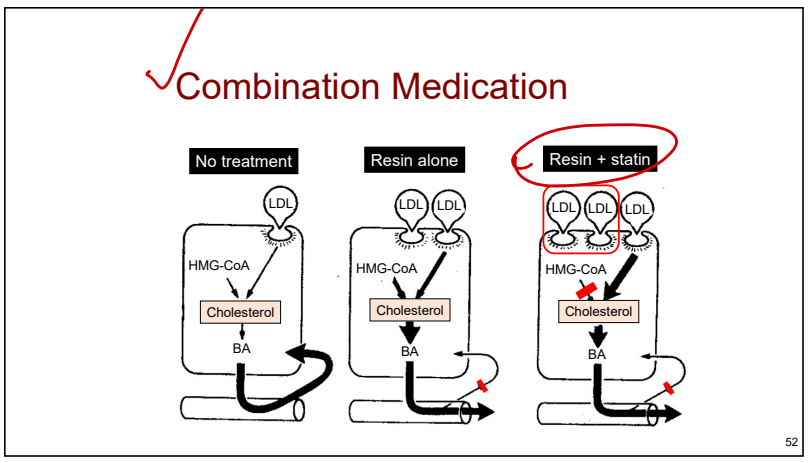 Combination Medication
No treatment
Resin alone
Resin + statin
LDL
HMG-CoA
Cholesterol
BA
LDL LDL
HMG-CoA
Cholesterol
BA
LDL LDL LDL
HMG-CoA
Cholesterol
BA
52